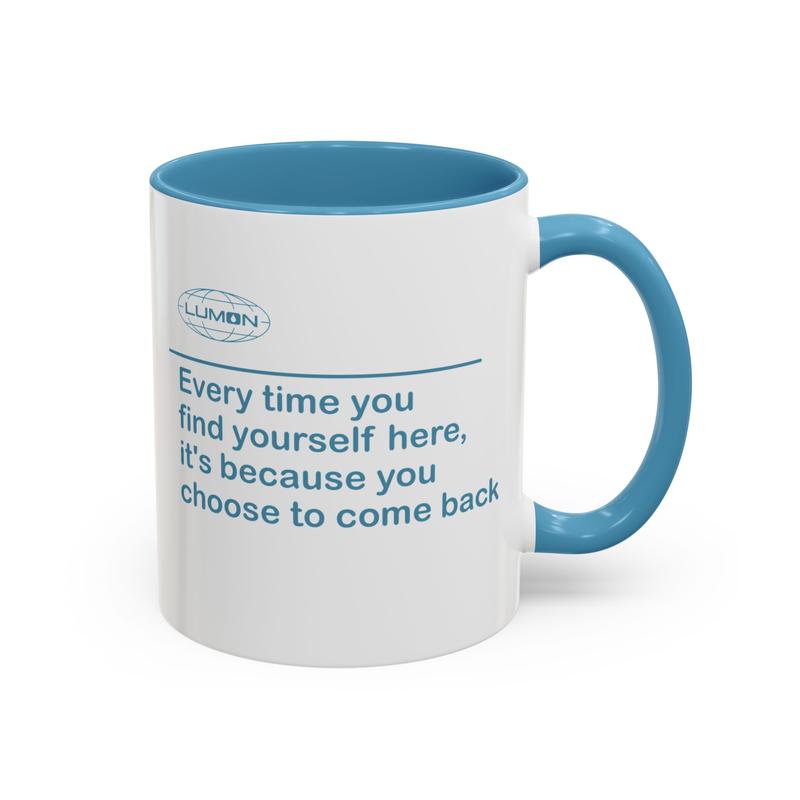 LUMON
Every time you
find yourself here,
it's because you
choose to come back